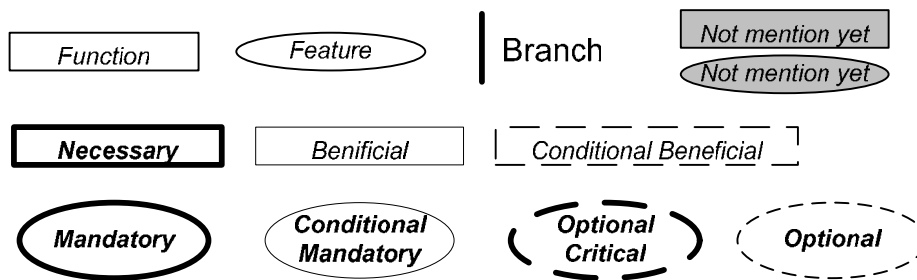 Function
Feature
Branch
Not mention yet
Not mention yet
Necessary
Benificial
Conditional Beneficial
Mandatory
Conditional
Mandatory
Optional
Critical
Optional